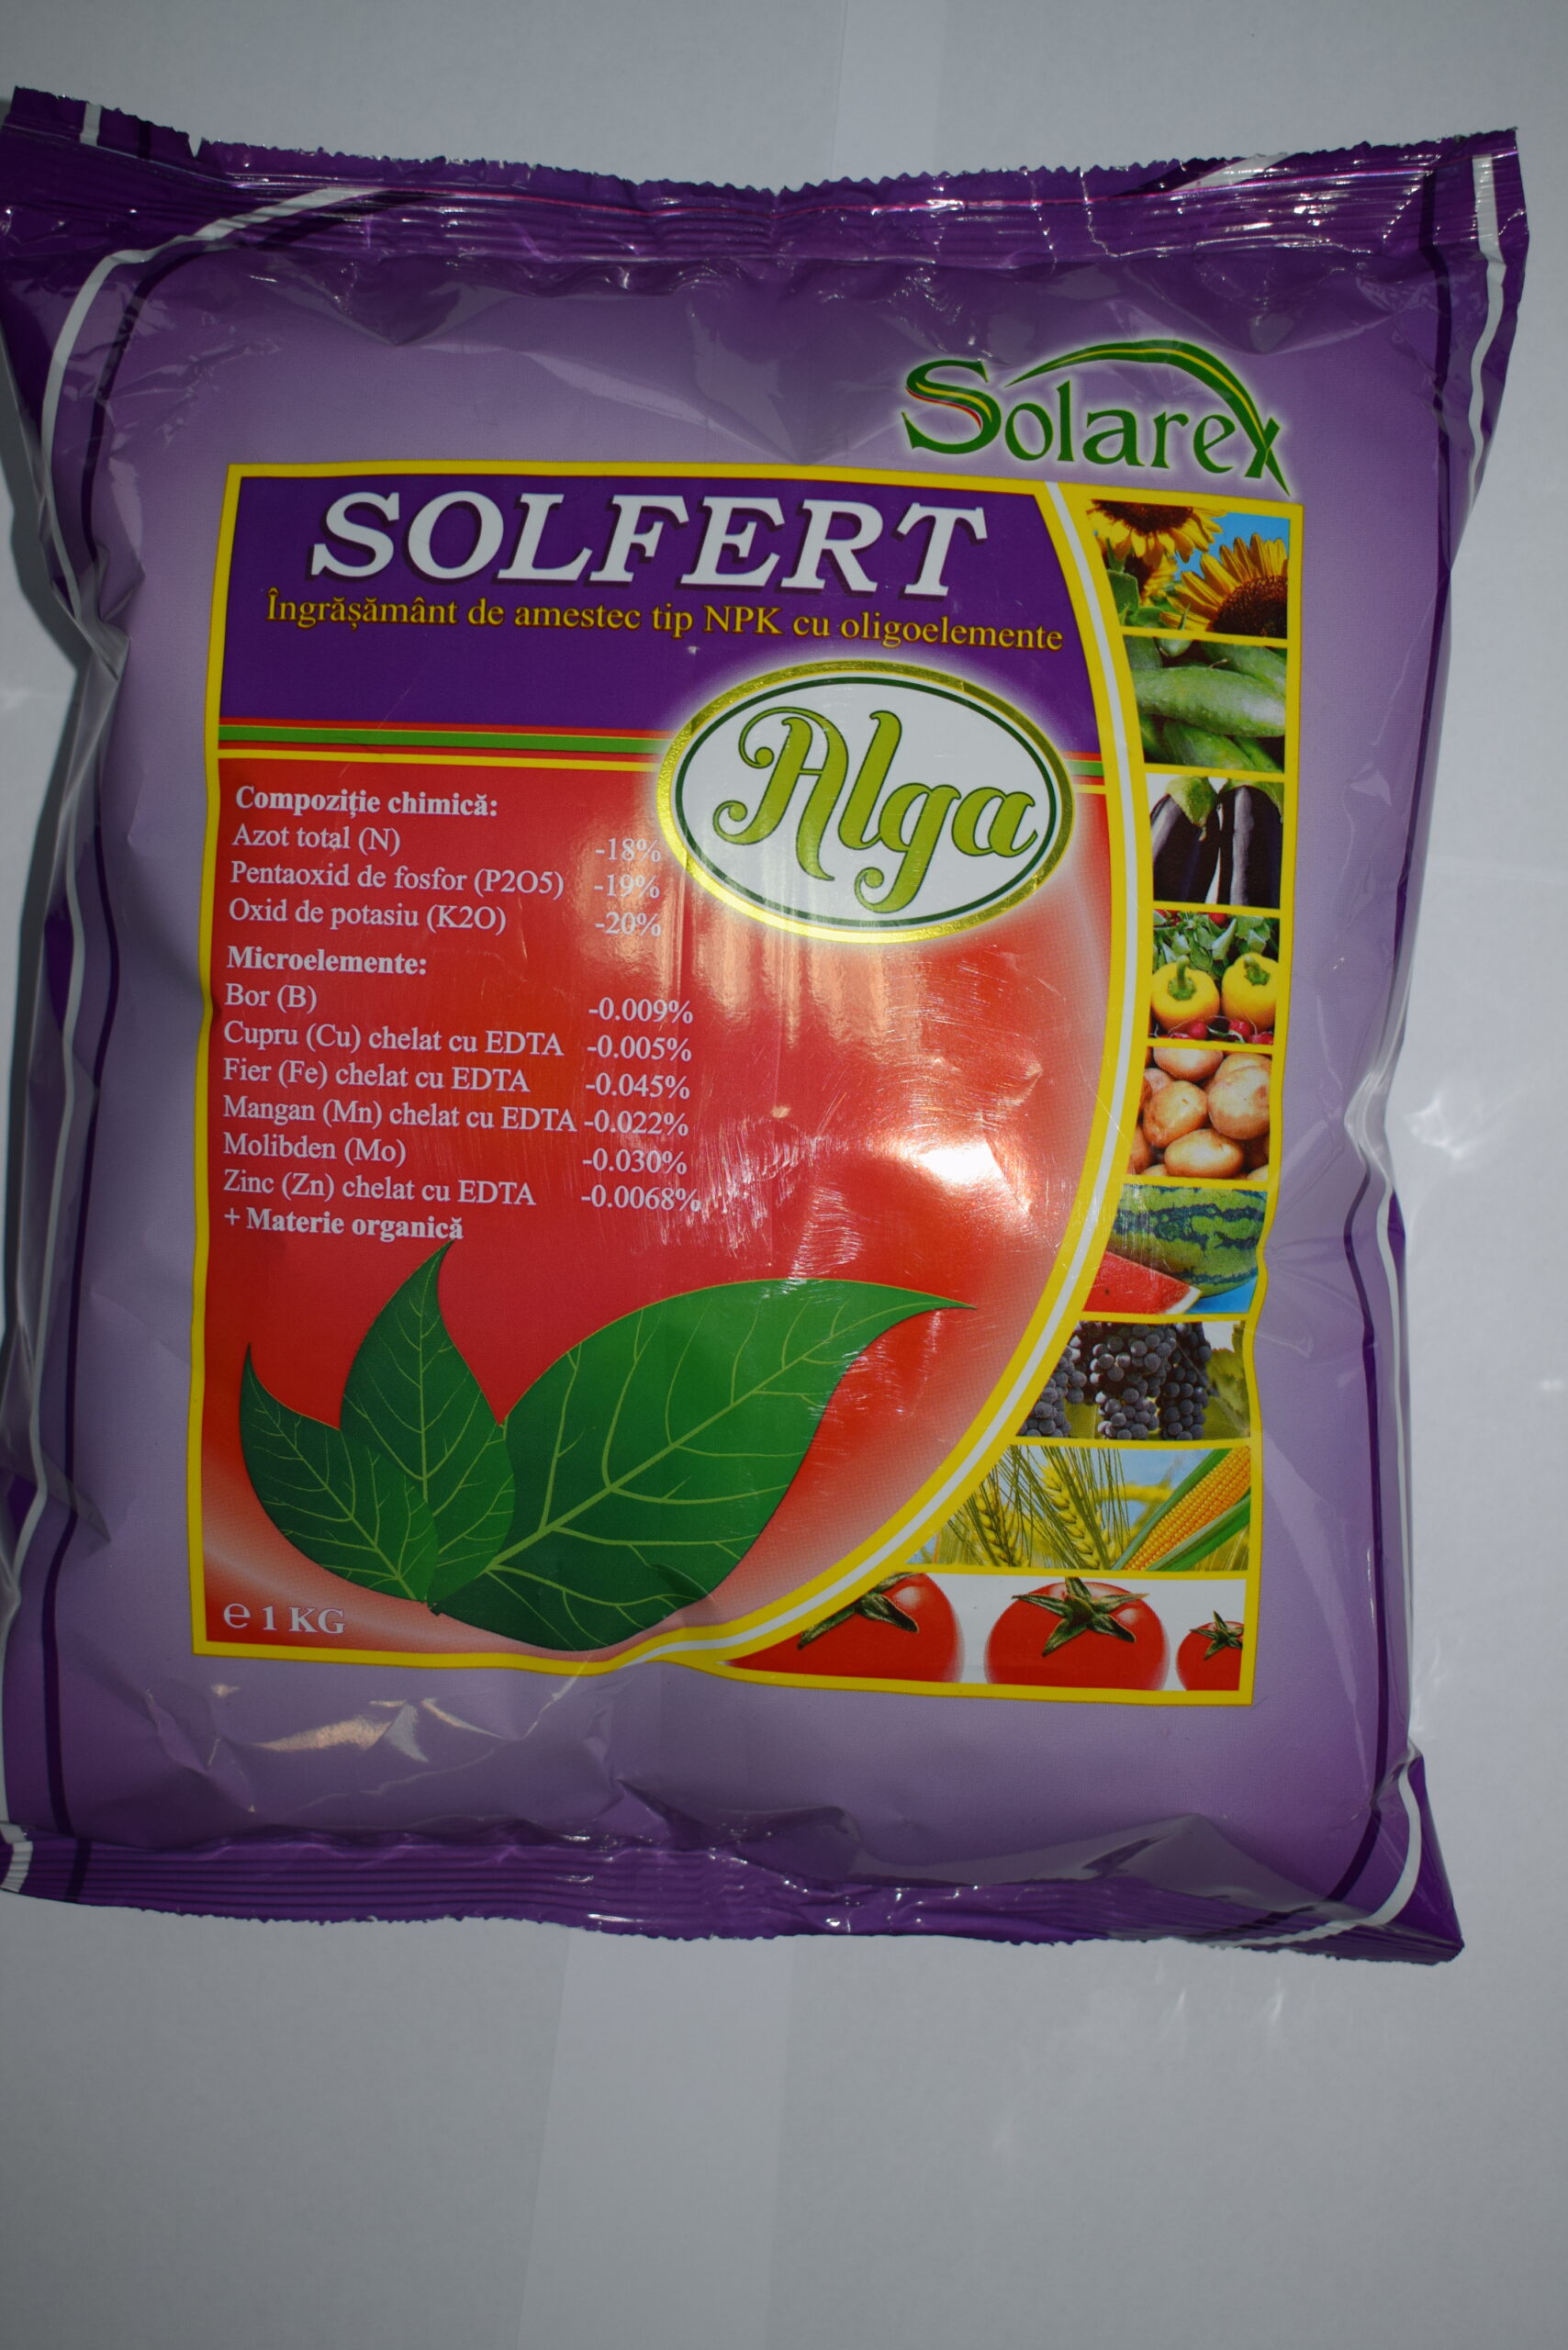 Solarex
SOLFERT
Îngrășământ de amestec tip NPK cu oligoelemente
Alga
Compoziție chimică:
Azot total (N) -18%
Pentaoxid de fosfor (P2O5) -19%
Oxid de potasiu (K2O) -20%
Microelemente:
Bor (B) -0.009%
Cupru (Cu) chelat cu EDTA -0.005%
Fier (Fe) chelat cu EDTA -0.045%
Mangan (Mn) chelat cu EDTA -0.022%
Molibden (Mo) -0.030%
Zinc (Zn) chelat cu EDTA -0.0068%
+ Materie organică
e 1 KG